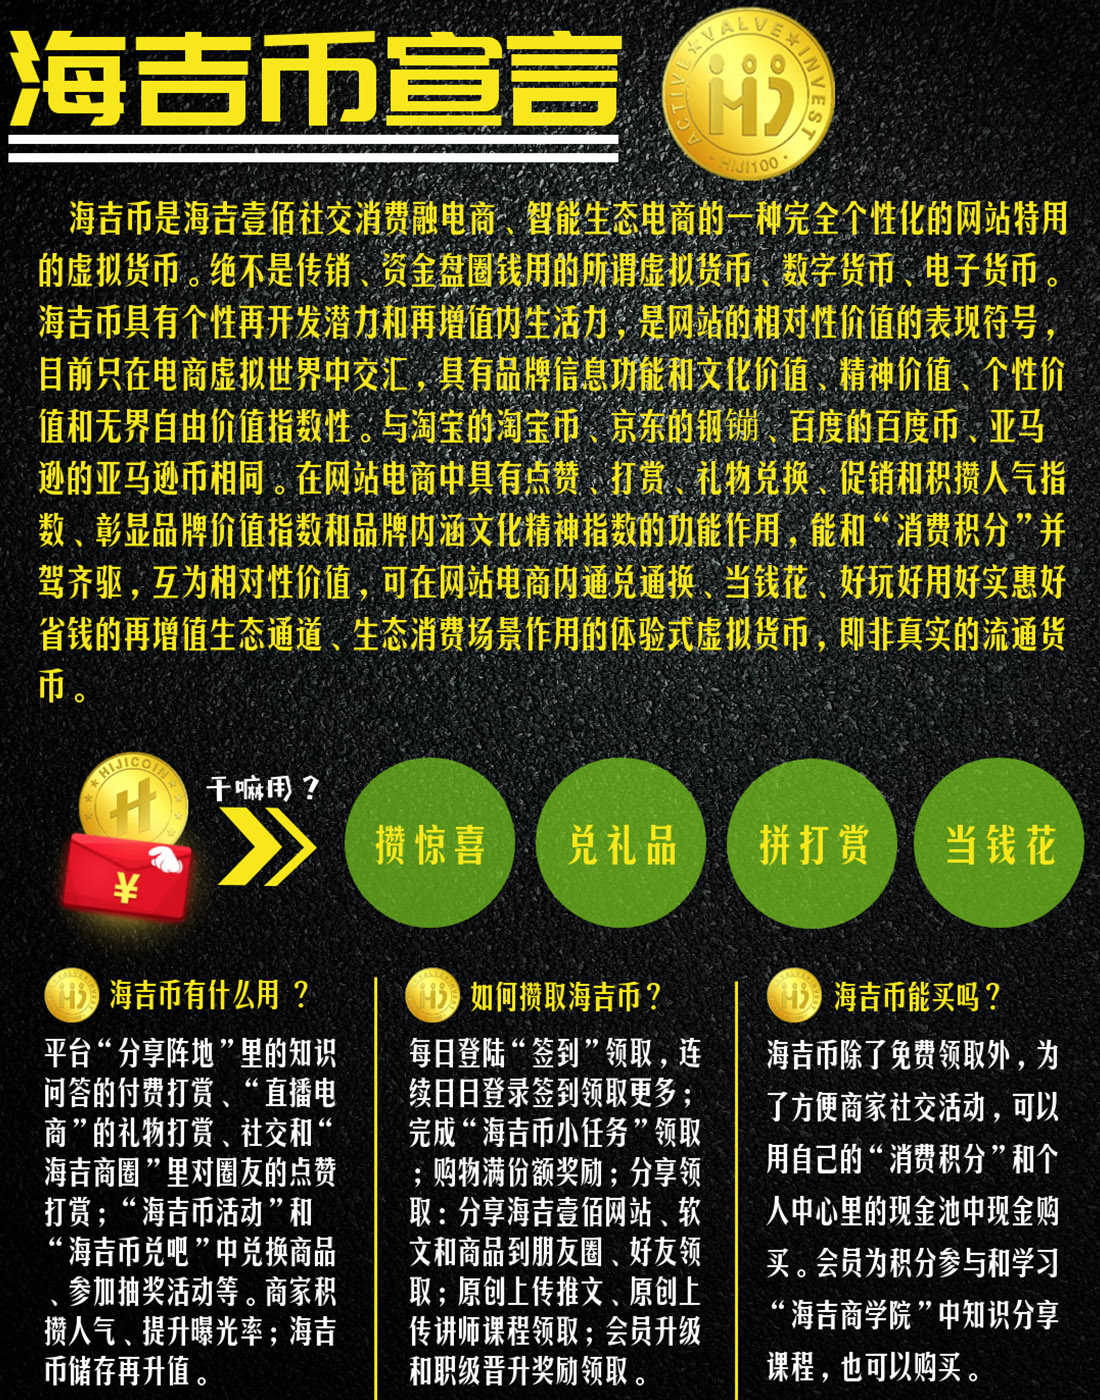 海吉币宣言
ACTIVE★VALVE★INVEST
HIJI100
海吉币是海吉壹佰社交消费融电商、智能生态电商的一种完全个性化的网站特用
的虚拟货币。绝不是传销、资金盘圈钱用的所谓虚拟货币、数字货币、电子货币。
海吉币具有个性再开发潜力和再增值内生活力，是网站的相对性价值的表现符号，
目前只在电商虚拟世界中交汇，具有品牌信息功能和文化价值、精神价值、个性价
值和无界自由价值指数性。与淘宝的淘宝币、京东的钢镚、百度的百度币、亚马
逊的亚马逊币相同。在网站电商中具有点赞、打赏、礼物兑换、促销和积攒人气指
数、彰显品牌价值指数和品牌内涵文化精神指数的功能作用，能和“消费积分”并
驾齐驱，互为相对性价值，可在网站电商内通兑通换、当钱花、好玩好用好实惠好
省钱的再增值生态通道、生态消费场景作用的体验式虚拟货币，即非真实的流通货
币。
HIJICOIN
¥
干嘛用？
攒惊喜
兑礼品
拼打赏
当钱花
海吉币有什么用 ？
平台“分享阵地”里的知识
问答的付费打赏、“直播电
商”的礼物打赏、社交和“
海吉商圈”里对圈友的点赞
打赏；“海吉币活动”和
“海吉币兑吧”中兑换商品
、参加抽奖活动等。商家积
攒人气、提升曝光率；海吉
币储存再升值。
如何攒取海吉币？
每日登陆“签到”领取，连
续日日登录签到领取更多；
完成“海吉币小任务”领取
；购物满份额奖励；分享领
取：分享海吉壹佰网站、软
文和商品到朋友圈、好友领
取；原创上传推文、原创上
传讲师课程领取；会员升级
和职级晋升奖励领取。
海吉币能买吗？
海吉币除了免费领取外，为
了方便商家社交活动，可以
用自己的“消费积分”和个
人中心里的现金池中现金购
买。会员为积分参与和学习
“海吉商学院”中知识分享
课程，也可以购买。